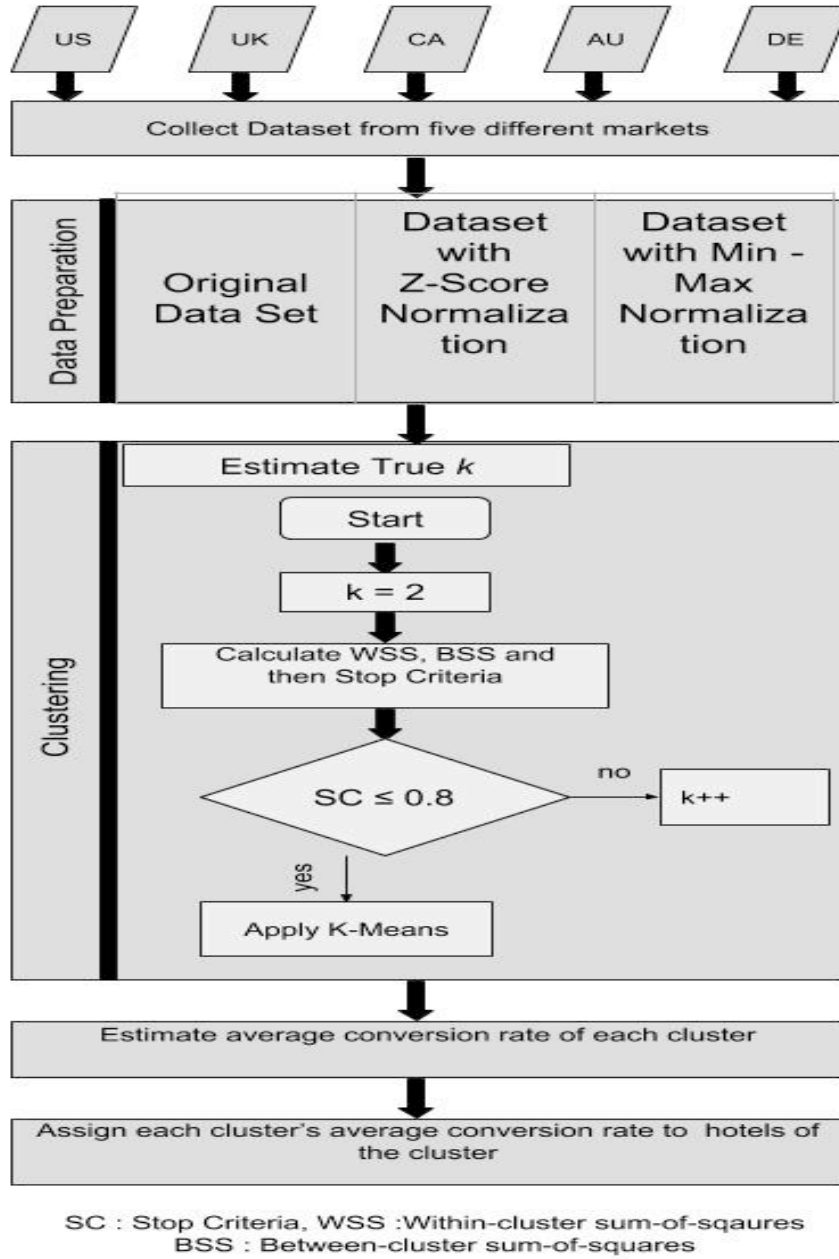 US
UK
CA
AU
DE
Collect Dataset from five different markets
Data Preparation
Original
Data Set
Dataset
with
Z-Score
Normaliza
tion
Dataset
with Min -
Max
Normaliza
tion
Clustering
Estimate True k
Start
k = 2
Calculate WSS, BSS and
then Stop Criteria
SC ≤ 0.8
no
k++
yes
Apply K-Means
Estimate average conversion rate of each cluster
Assign each cluster's average conversion rate to hotels of
the cluster
SC : Stop Criteria, WSS :Within-cluster sum-of-sqaures
BSS : Between-cluster sum-of-squares